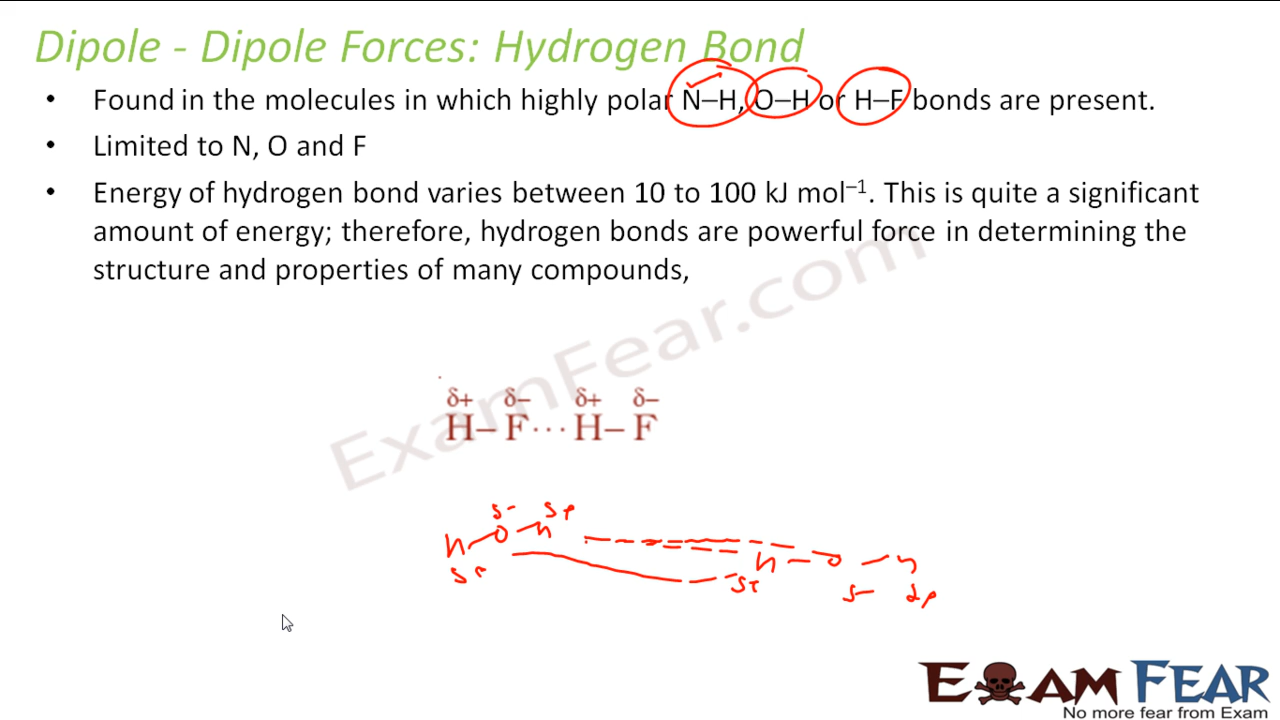 Dipole - Dipole Forces: Hydrogen Bond
• Found in the molecules in which highly polar N–H, O–H or H–F bonds are present.
• Limited to N, O and F
• Energy of hydrogen bond varies between 10 to 100 kJ mol⁻¹. This is quite a significant
amount of energy; therefore, hydrogen bonds are powerful force in determining the
structure and properties of many compounds,
ExamFear.com
δ+ δ– δ+ δ–
H–F···H–F
EXAM FEAR
No more fear from Exam